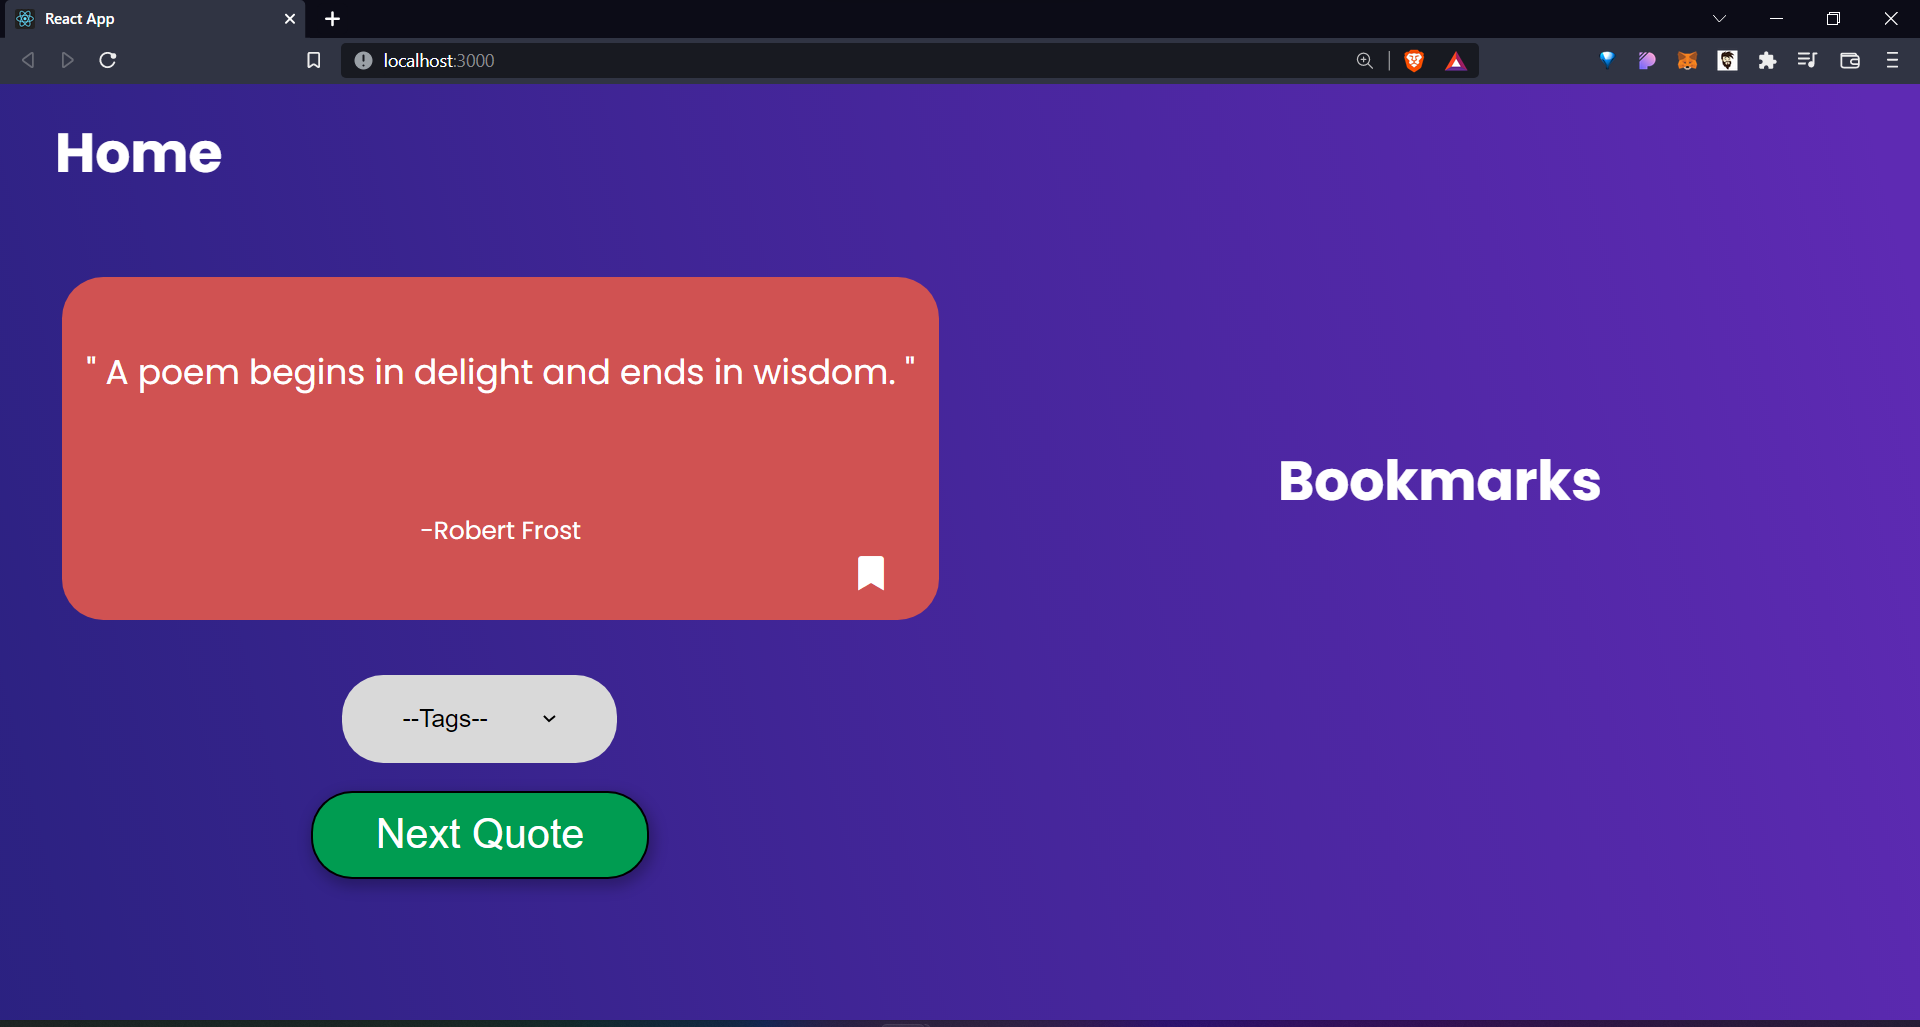 React App
localhost:3000
Home
" A poem begins in delight and ends in wisdom. "
-Robert Frost
Bookmarks
--Tags--
Next Quote